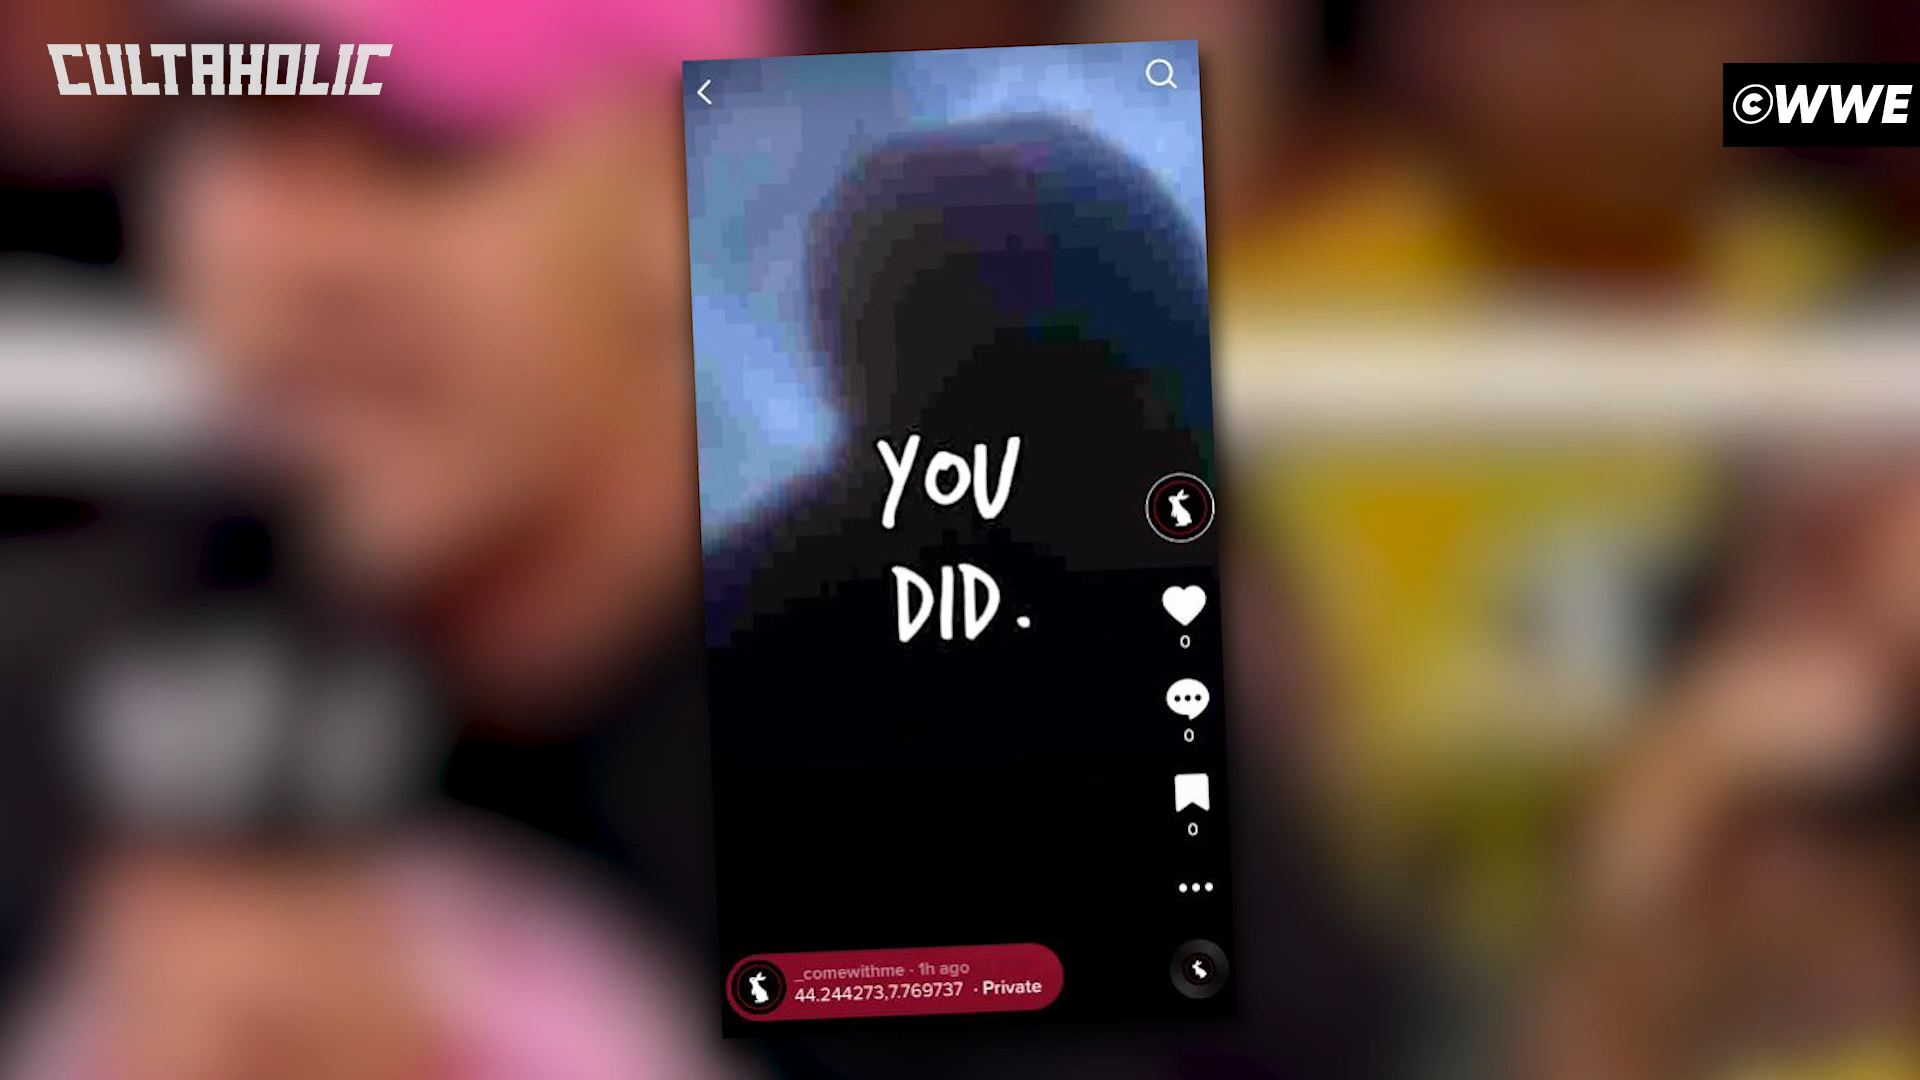 CULTAHOLIC
©WWE
YOU
DID.
0
0
0
_comewithme · 1h ago
44.244273,7.769737 · Private